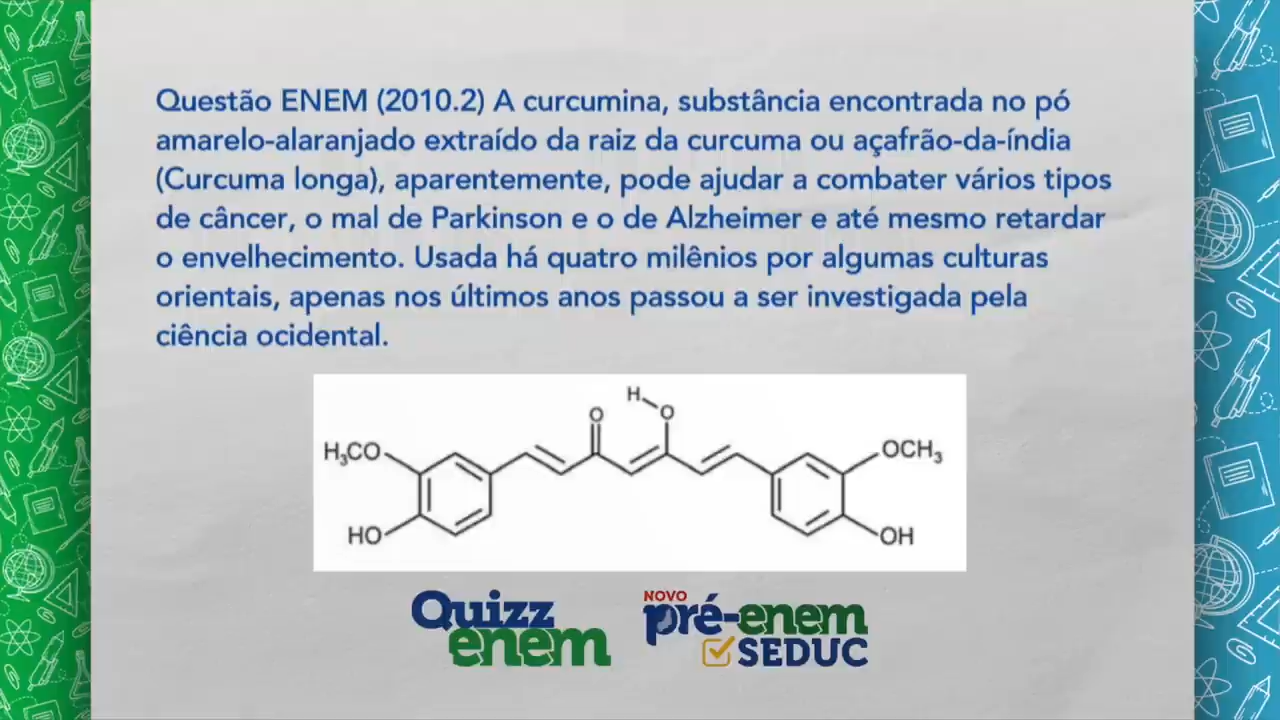 Questão ENEM (2010.2) A curcumina, substância encontrada no pó
amarelo-alaranjado extraído da raiz da curcuma ou açafrão-da-índia
(Curcuma longa), aparentemente, pode ajudar a combater vários tipos
de câncer, o mal de Parkinson e o de Alzheimer e até mesmo retardar
o envelhecimento. Usada há quatro milênios por algumas culturas
orientais, apenas nos últimos anos passou a ser investigada pela
ciência ocidental.
H O
O
H₃CO OCH₃
HO OH
Quizz
enem
NOVO
pré-enem
SEDUC